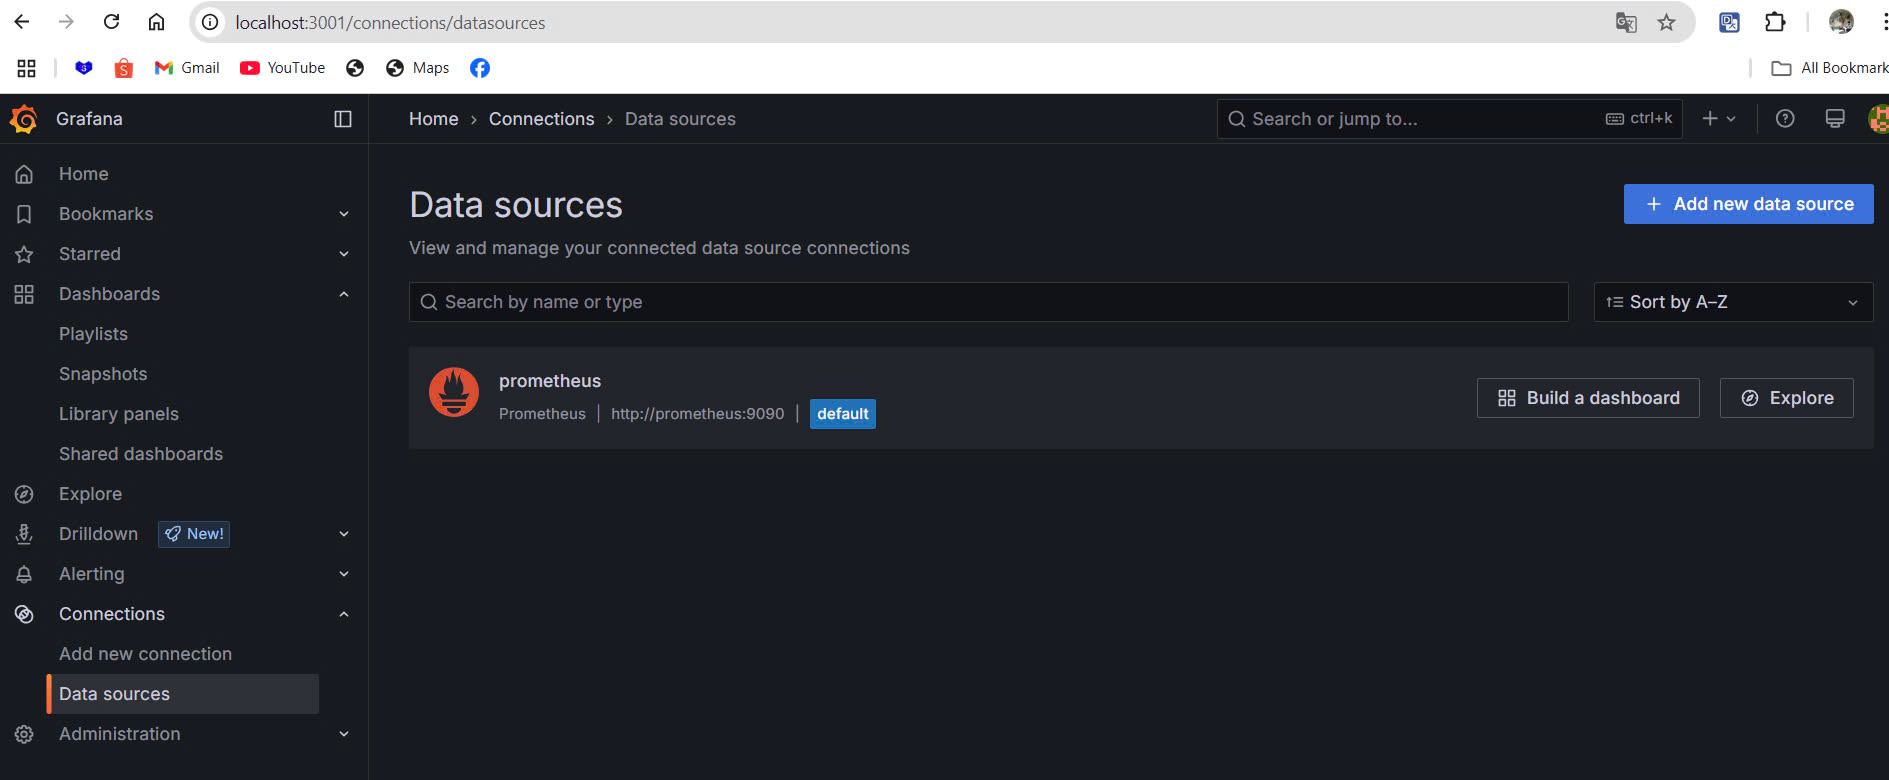 localhost:3001/connections/datasources
Gmail
YouTube
Maps
All Bookmark
Grafana
Home › Connections › Data sources
Search or jump to...
ctrl+k
Home
Bookmarks
Starred
Dashboards
Playlists
Snapshots
Library panels
Shared dashboards
Explore
Drilldown
New!
Alerting
Connections
Add new connection
Data sources
Administration
Data sources
Add new data source
View and manage your connected data source connections
Search by name or type
Sort by A–Z
prometheus
Prometheus | http://prometheus:9090 | default
Build a dashboard
Explore